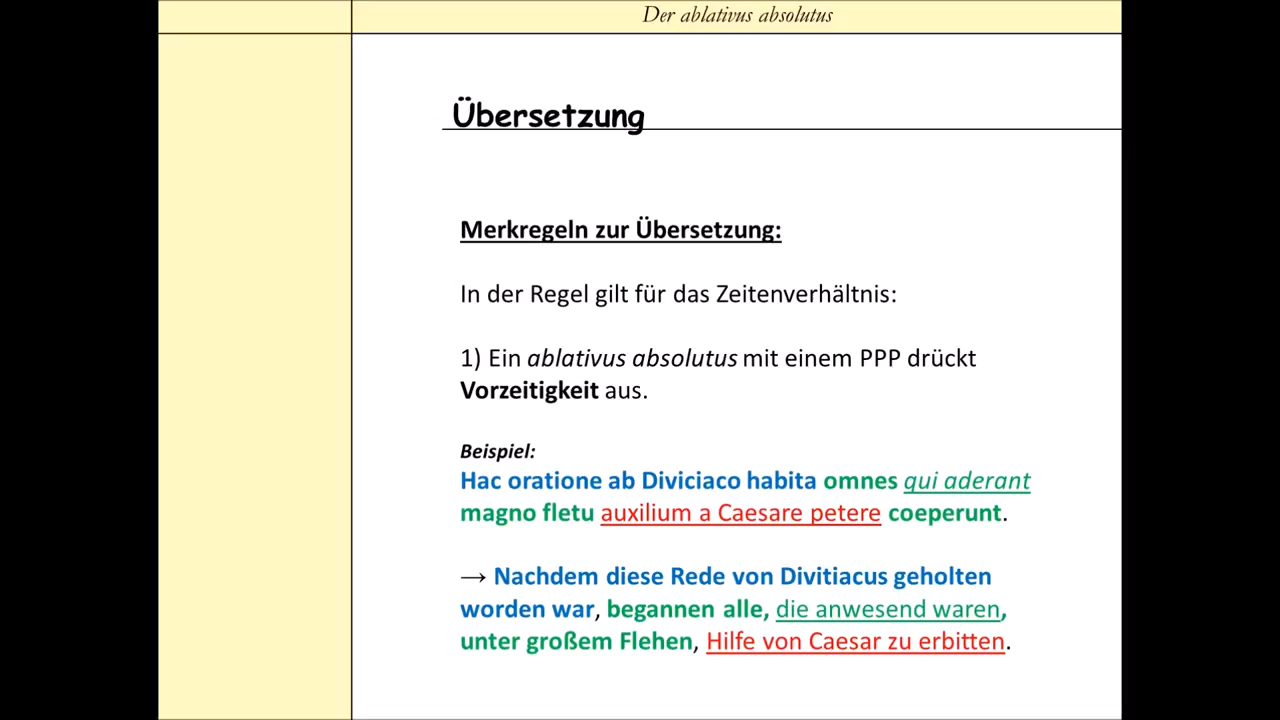 Der ablativus absolutus
Übersetzung
Merkregeln zur Übersetzung:
In der Regel gilt für das Zeitenverhältnis:
1) Ein ablativus absolutus mit einem PPP drückt
Vorzeitigkeit aus.
Beispiel:
Hac oratione ab Diviciaco habita omnes qui aderant
magno fletu auxilium a Caesare petere coeperunt.
→ Nachdem diese Rede von Divitiacus geholten
worden war, begannen alle, die anwesend waren,
unter großem Flehen, Hilfe von Caesar zu erbitten.